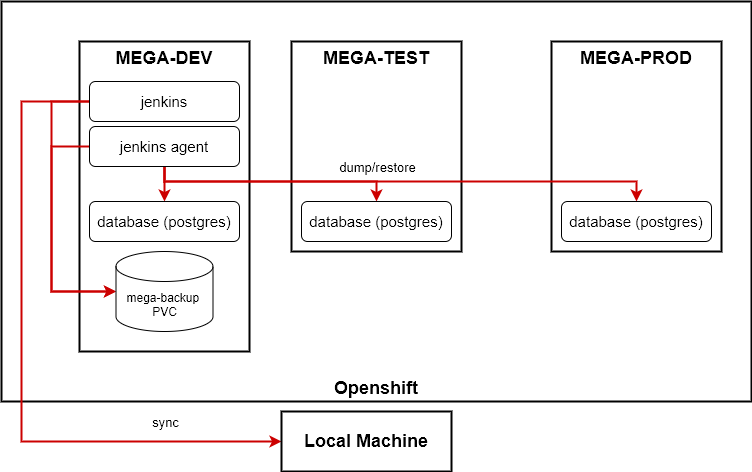 MEGA-DEV
MEGA-TEST
MEGA-PROD
jenkins
jenkins agent
dump/restore
database (postgres)
database (postgres)
database (postgres)
mega-backup
PVC
Openshift
sync
Local Machine